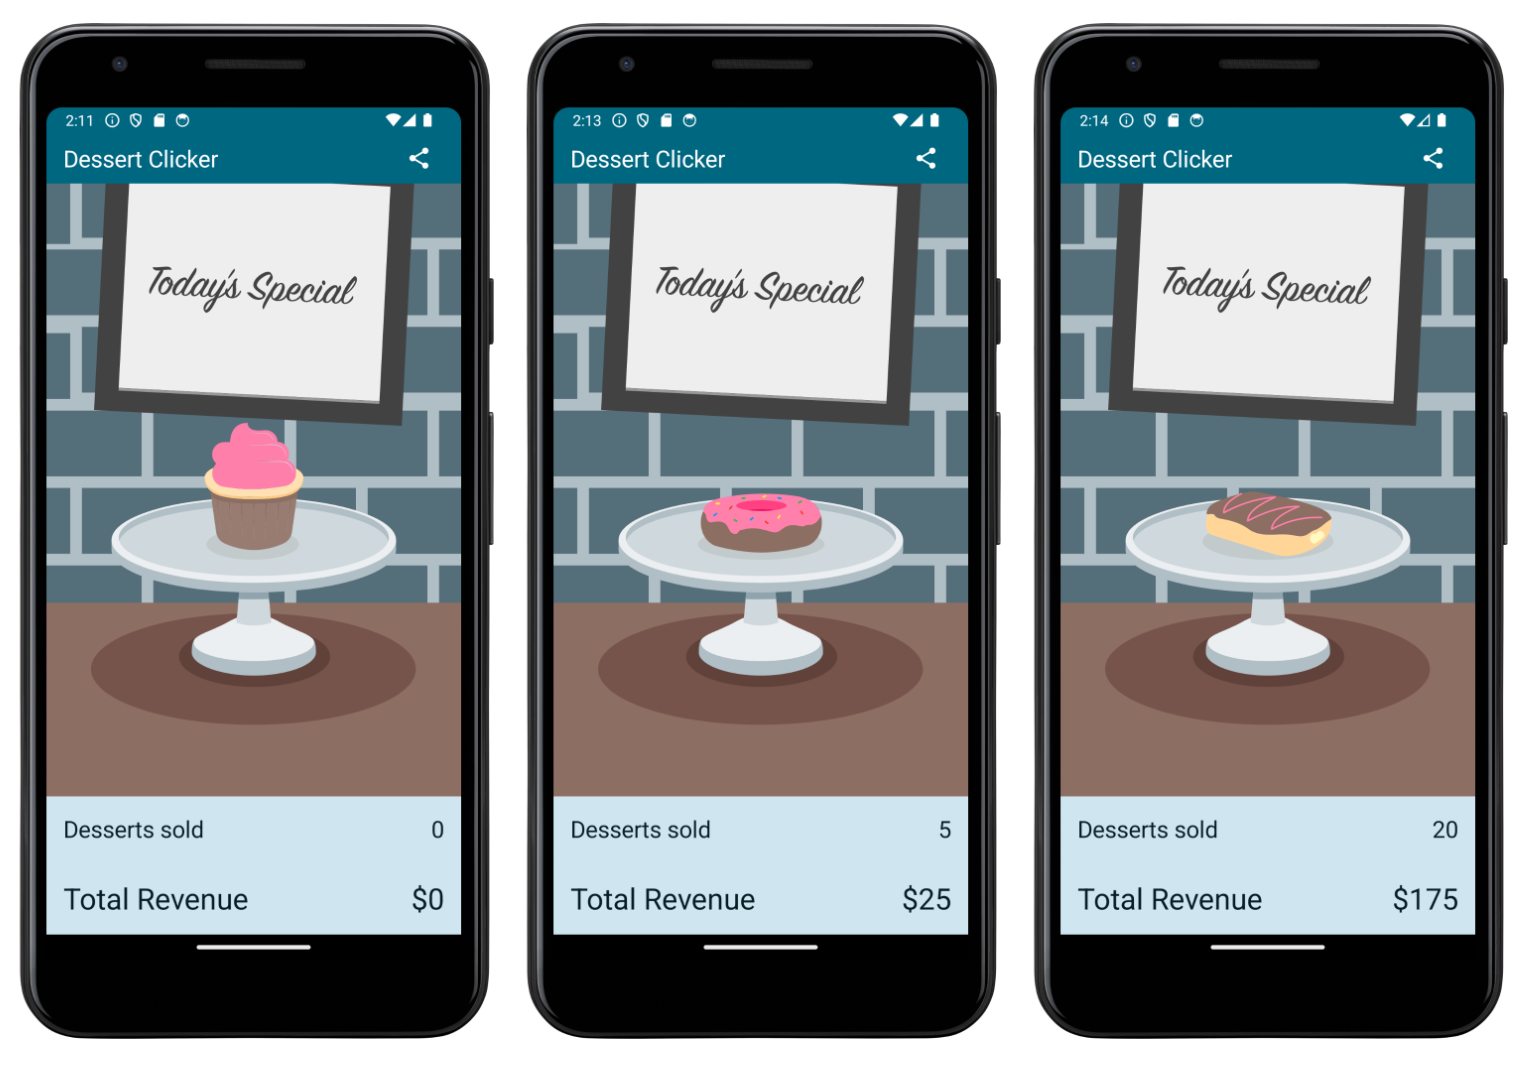 2:11
Dessert Clicker
Today's Special
Desserts sold 0
Total Revenue $0
2:13
Dessert Clicker
Today's Special
Desserts sold 5
Total Revenue $25
2:14
Dessert Clicker
Today's Special
Desserts sold 20
Total Revenue $175